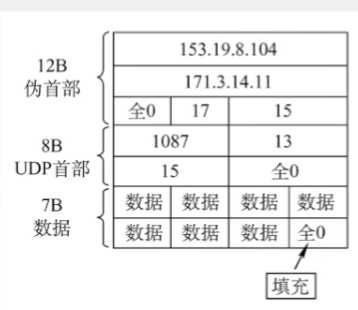 153.19.8.104
12B
伪首部
171.3.14.11
全0 17 15
8B
UDP首部
1087 13
15 全0
7B
数据
数据 数据 数据 数据
数据 数据 数据 全0
填充